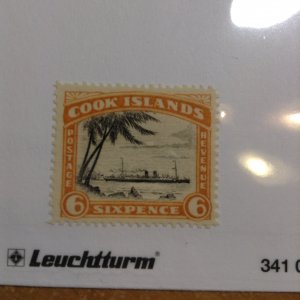 COOK ISLANDS
POSTAGE
REVENUE
6 SIXPENCE 6
Leuchtturm®
341